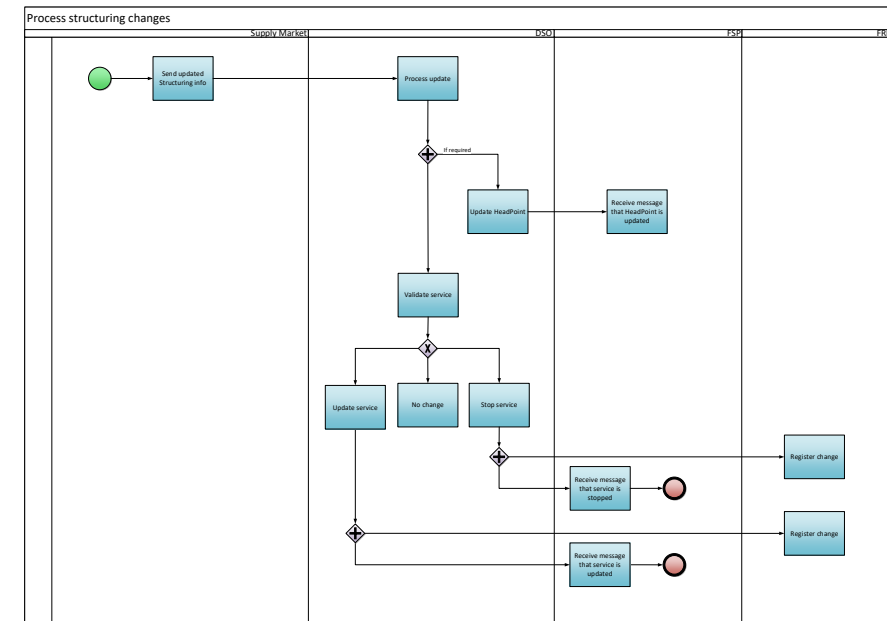 Process structuring changes
Supply Market
DSO
FSP
Send updated
Structuring info
Process update
If required
Update HeadPoint
Receive message
that HeadPoint is
updated
Validate service
X
Update service
No change
Stop service
Register change
Receive message
that service is
stopped
Register change
Receive message
that service is
updated